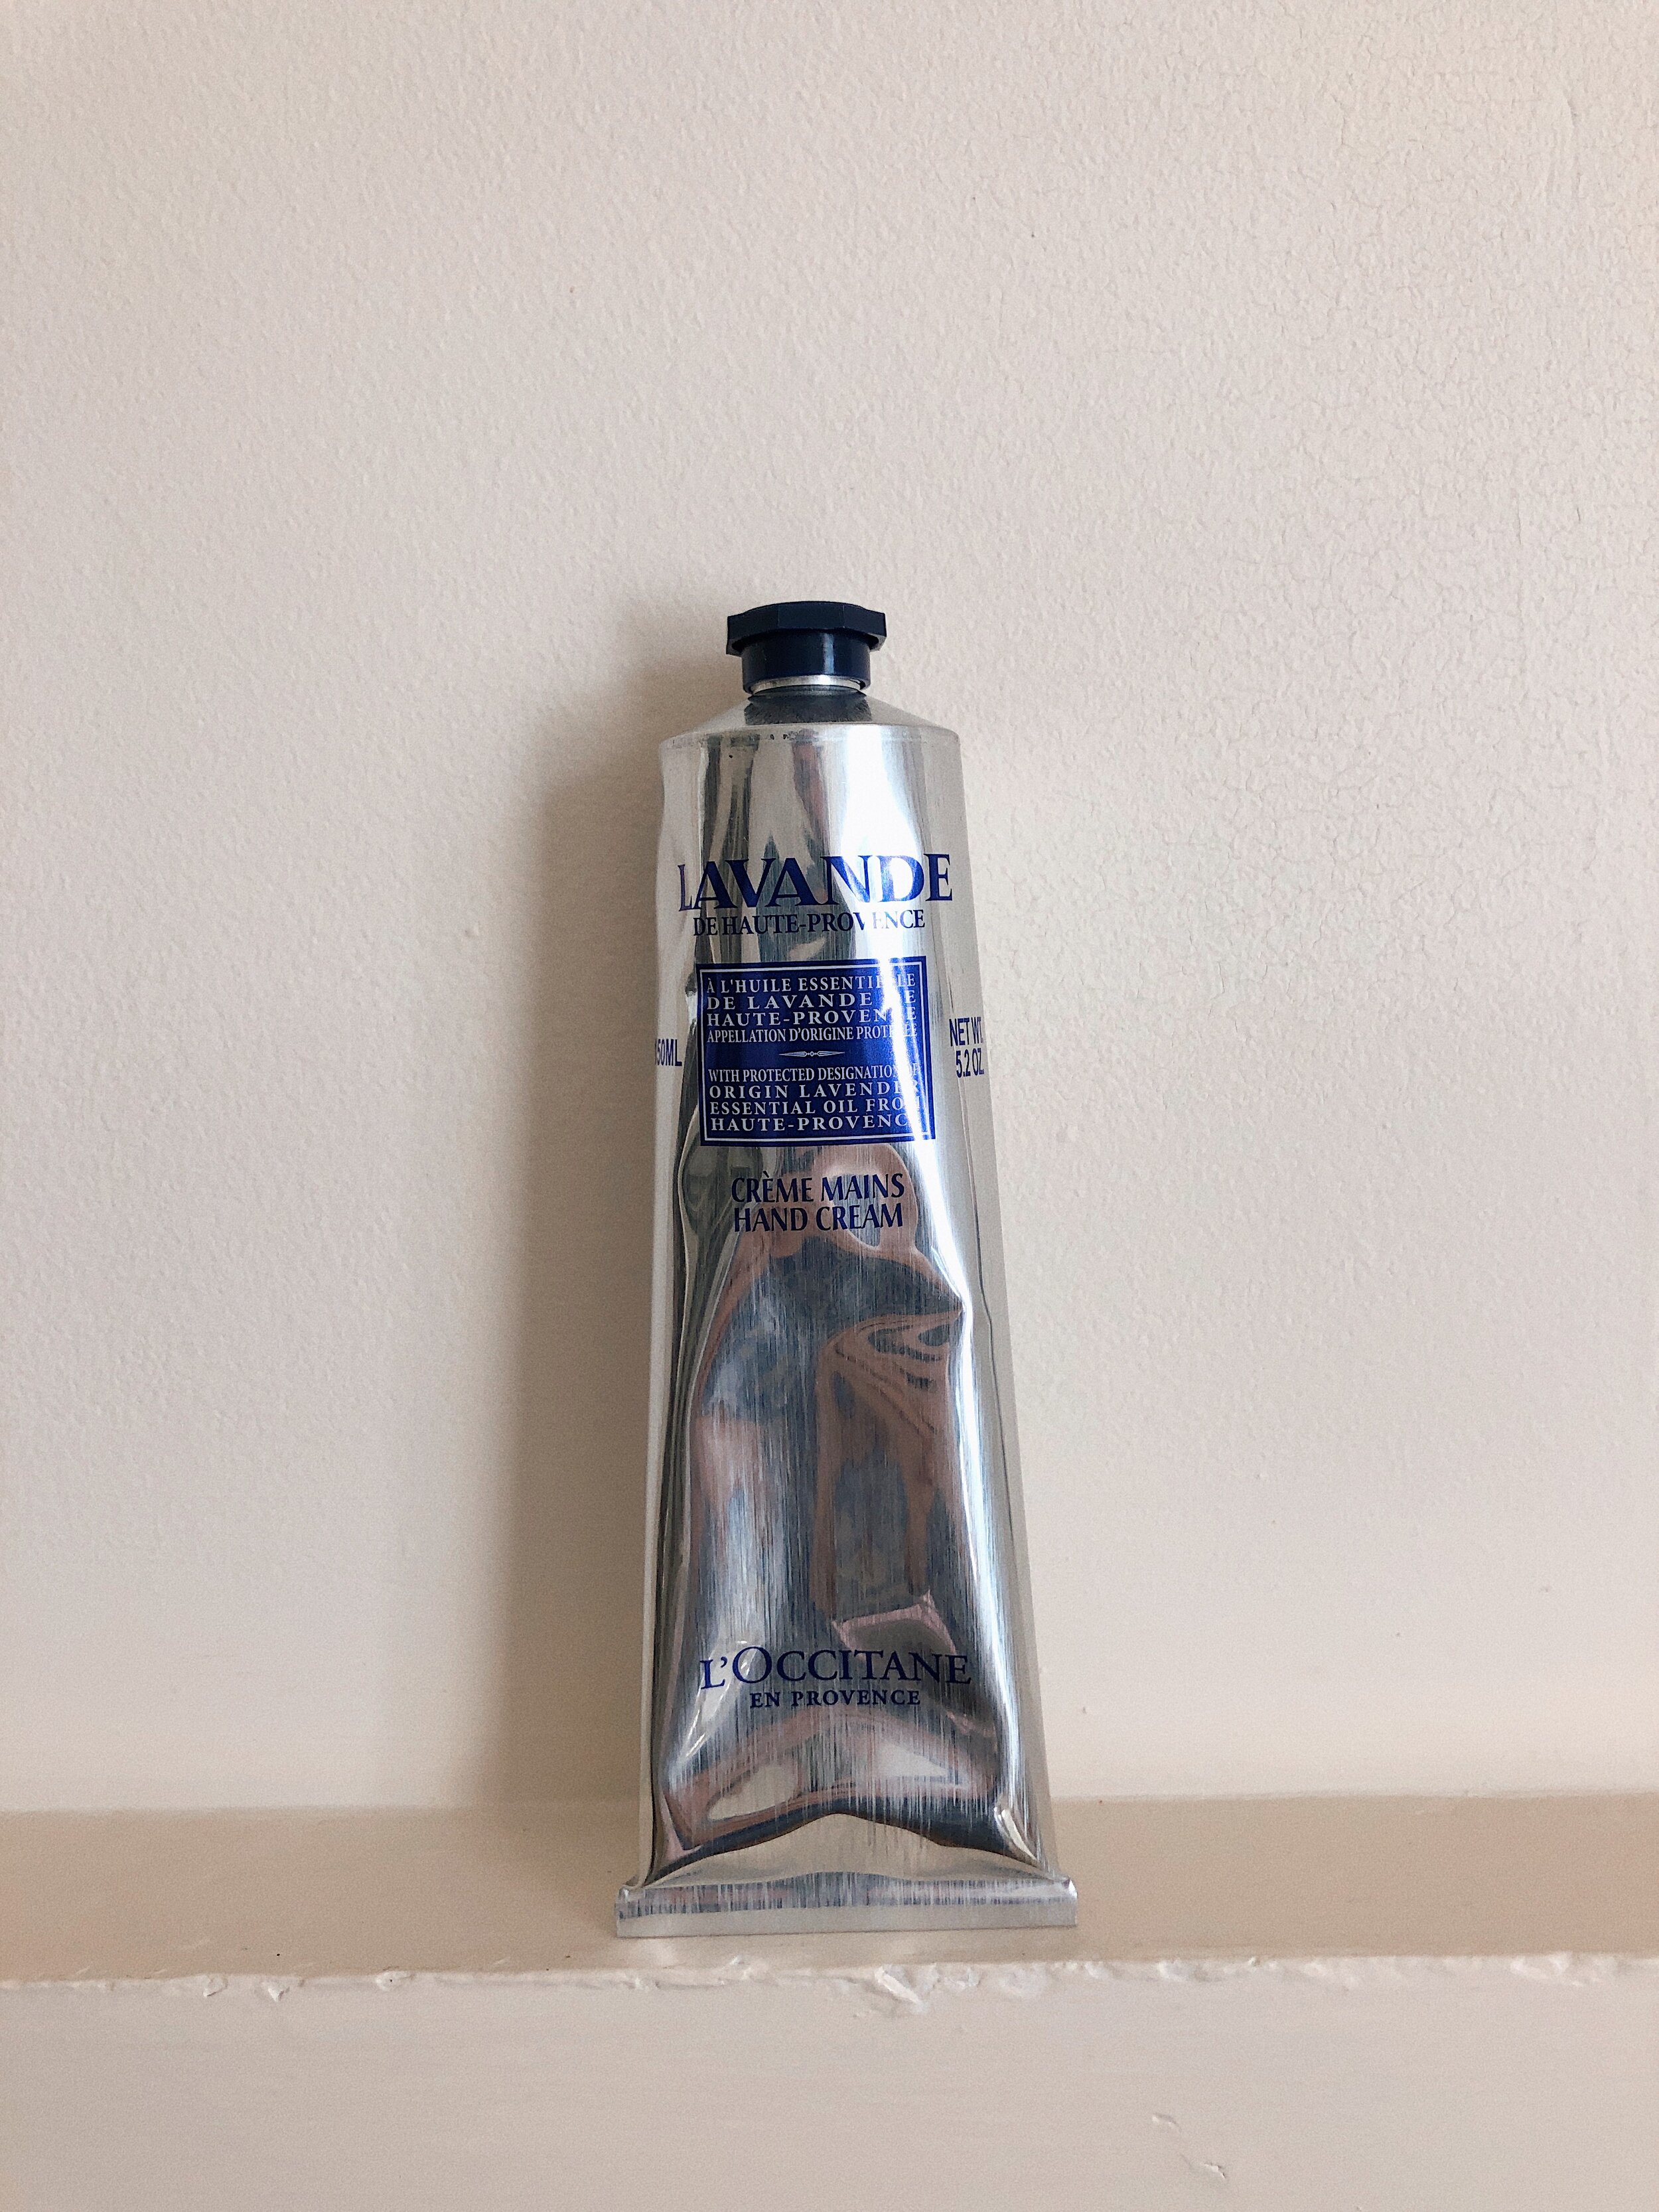 LAVANDE
DE HAUTE-PROVENCE
À L'HUILE ESSENTIELLE
DE LAVANDE DE
HAUTE-PROVENCE
APPELLATION D'ORIGINE PROTÉGÉE
WITH PROTECTED DESIGNATION OF
ORIGIN LAVENDER
ESSENTIAL OIL FROM
HAUTE-PROVENCE
50ML
NET WT.
5.2 OZ.
CRÈME MAINS
HAND CREAM
L'OCCITANE
EN PROVENCE